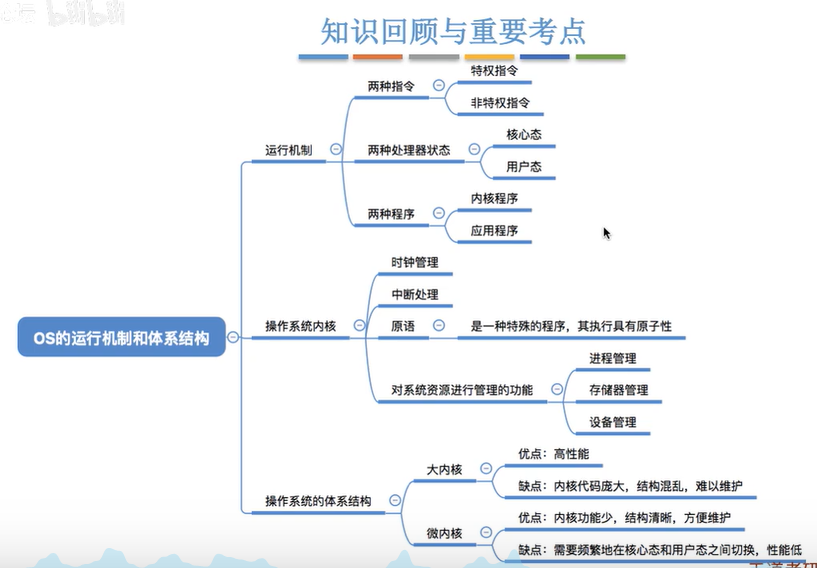 bilibili
知识回顾与重要考点
特权指令
两种指令
非特权指令
核心态
运行机制
两种处理器状态
用户态
内核程序
两种程序
应用程序
时钟管理
中断处理
OS的运行机制和体系结构
操作系统内核
原语
是一种特殊的程序，其执行具有原子性
进程管理
对系统资源进行管理的功能
存储器管理
设备管理
优点：高性能
大内核
缺点：内核代码庞大，结构混乱，难以维护
操作系统的体系结构
优点：内核功能少，结构清晰，方便维护
微内核
缺点：需要频繁地在核心态和用户态之间切换，性能低